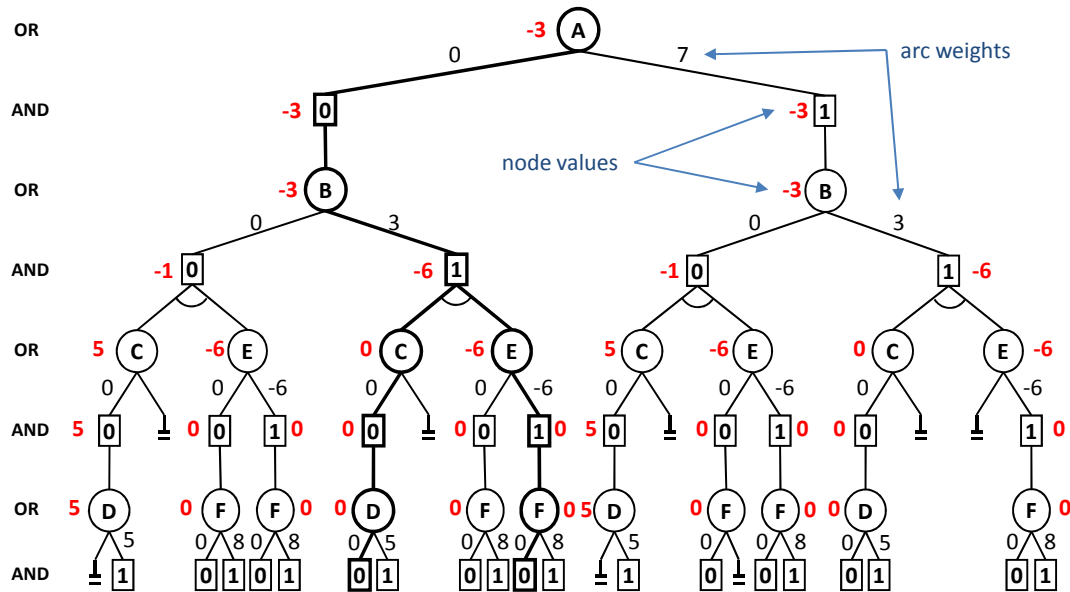 OR -3 A
0 7 arc weights
AND -3 0 -3 1
node values
OR -3 B -3 B
0 3 0 3
AND -1 0 -6 1 -1 0 1 -6
OR 5 C -6 E 0 C -6 E 5 C -6 E 0 C E -6
0 0 -6 0 0 -6 0 0 -6 0 -6
AND 5 0 0 0 1 0 0 0 0 0 1 0 5 0 0 0 1 0 0 0 1 0
OR 5 D 0 F F 0 0 D 0 F F 0 5 D 0 F F 0 0 D F 0
5 0 8 0 8 0 5 0 8 0 8 5 0 8 0 8 0 5 0 8
AND 1 0 1 0 1 0 1 0 1 0 1 1 0 0 1 0 1 0 1